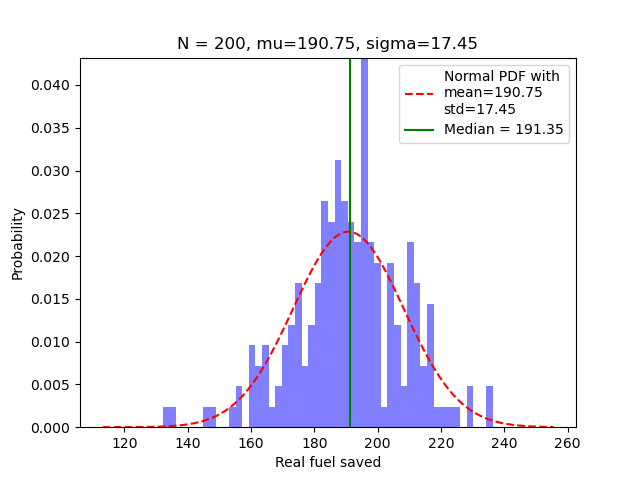 N = 200, mu=190.75, sigma=17.45
Normal PDF with
mean=190.75
std=17.45
Median = 191.35
Probability
0.040
0.035
0.030
0.025
0.020
0.015
0.010
0.005
0.000
120 140 160 180 200 220 240 260
Real fuel saved